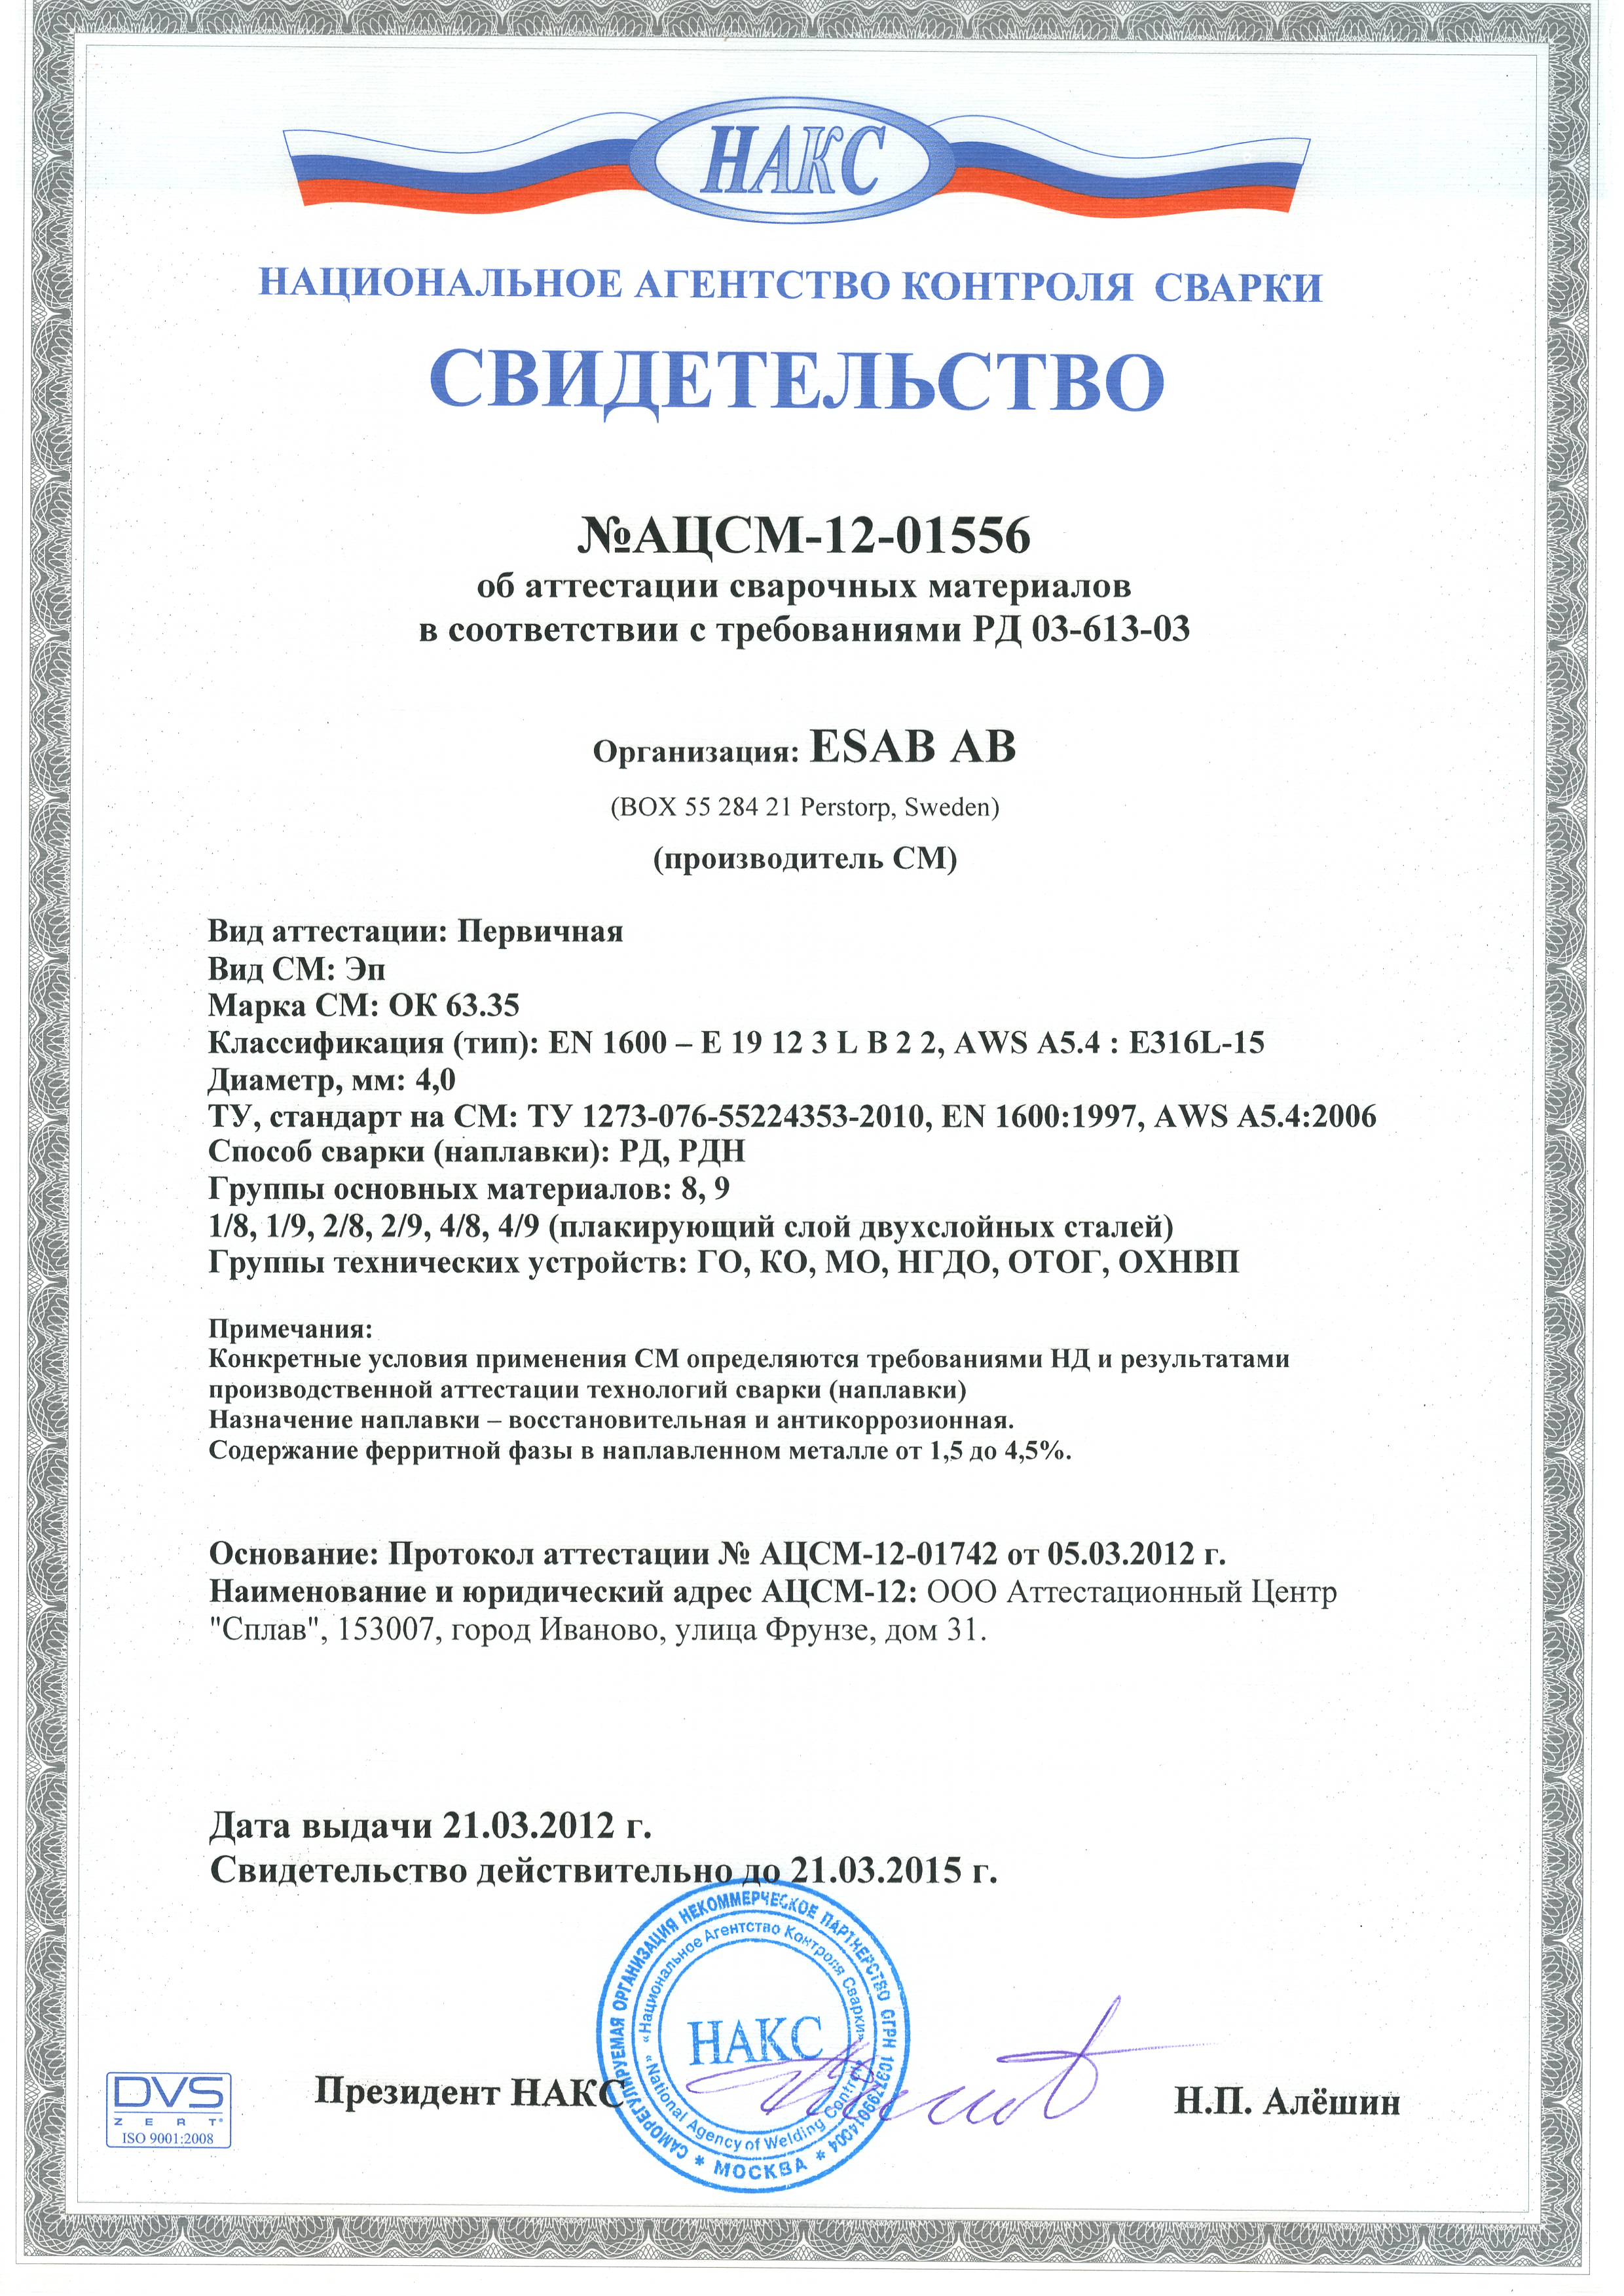 НАКС
НАЦИОНАЛЬНОЕ АГЕНТСТВО КОНТРОЛЯ СВАРКИ
СВИДЕТЕЛЬСТВО
№АЦСМ-12-01556
об аттестации сварочных материалов
в соответствии с требованиями РД 03-613-03
Организация: ESAB AB
(BOX 55 284 21 Perstorp, Sweden)
(производитель СМ)
Вид аттестации: Первичная
Вид СМ: Эп
Марка СМ: ОК 63.35
Классификация (тип): EN 1600 – E 19 12 3 L B 2 2, AWS A5.4 : E316L-15
Диаметр, мм: 4,0
ТУ, стандарт на СМ: ТУ 1273-076-55224353-2010, EN 1600:1997, AWS A5.4:2006
Способ сварки (наплавки): РД, РДН
Группы основных материалов: 8, 9
1/8, 1/9, 2/8, 2/9, 4/8, 4/9 (плакирующий слой двухслойных сталей)
Группы технических устройств: ГО, КО, МО, НГДО, ОТОГ, ОХНВП
Примечания:
Конкретные условия применения СМ определяются требованиями НД и результатами
производственной аттестации технологий сварки (наплавки)
Назначение наплавки – восстановительная и антикоррозионная.
Содержание ферритной фазы в наплавленном металле от 1,5 до 4,5%.
Основание: Протокол аттестации № АЦСМ-12-01742 от 05.03.2012 г.
Наименование и юридический адрес АЦСМ-12: ООО Аттестационный Центр
"Сплав", 153007, город Иваново, улица Фрунзе, дом 31.
Дата выдачи 21.03.2012 г.
Свидетельство действительно до 21.03.2015 г.
САМОРЕГУЛИРУЕМАЯ ОРГАНИЗАЦИЯ НЕКОММЕРЧЕСКОЕ ПАРТНЕРСТВО ОГРН 1037799014004
* МОСКВА *
«Национальное Агентство Контроля Сварки»
«National Agency of Welding Control»
НАКС
DVS
ZERT®
ISO 9001:2008
Президент НАКС
Н.П. Алёшин